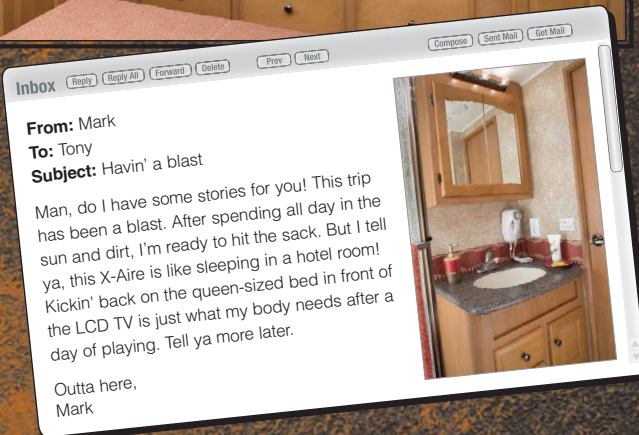 Inbox Reply Reply All Forward Delete Prev Next Compose Sent Mail Get Mail
From: Mark
To: Tony
Subject: Havin' a blast
Man, do I have some stories for you! This trip
has been a blast. After spending all day in the
sun and dirt, I'm ready to hit the sack. But I tell
ya, this X-Aire is like sleeping in a hotel room!
Kickin' back on the queen-sized bed in front of
the LCD TV is just what my body needs after a
day of playing. Tell ya more later.
Outta here,
Mark